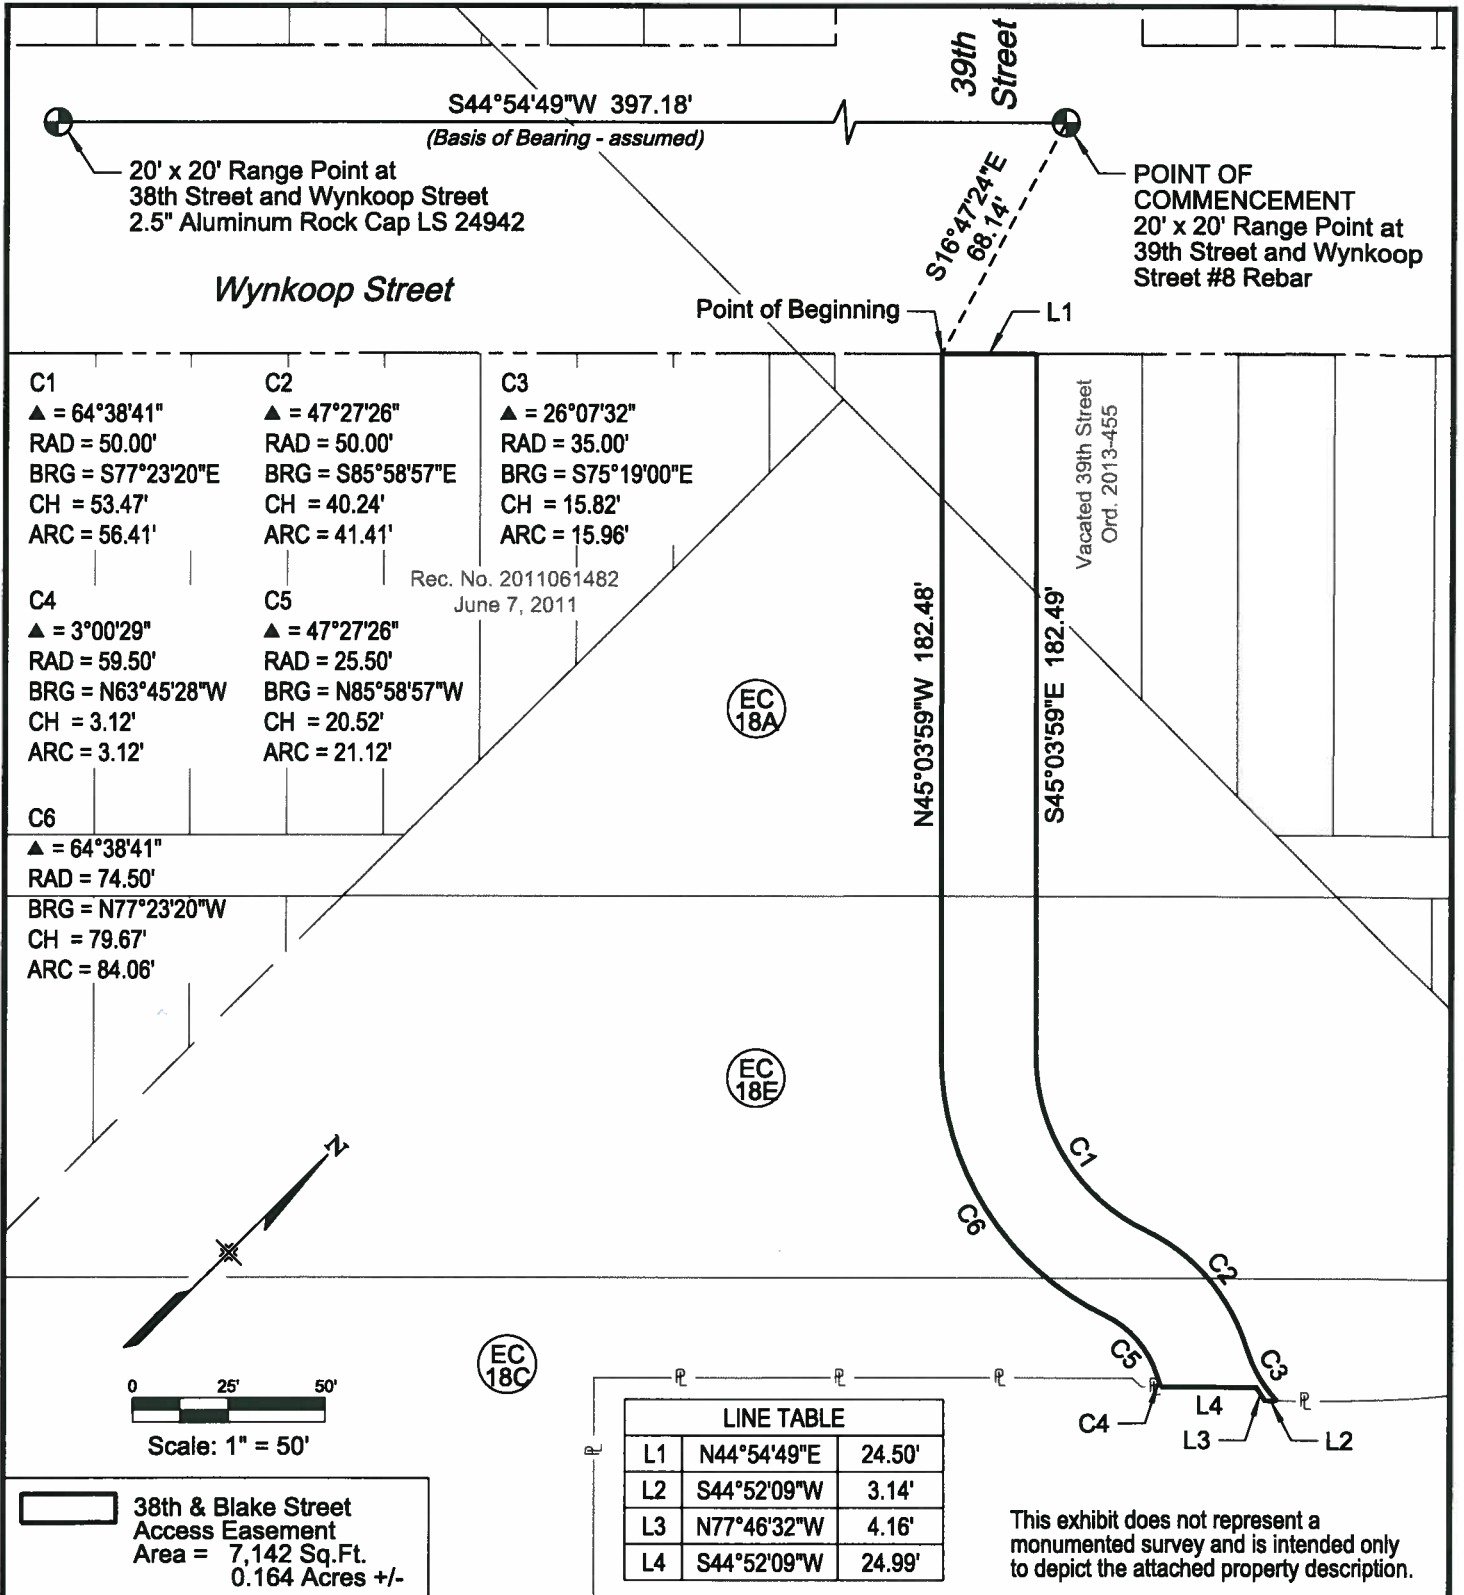 39th
Street
S44°54'49"W 397.18'
(Basis of Bearing - assumed)
20' x 20' Range Point at
38th Street and Wynkoop Street
2.5" Aluminum Rock Cap LS 24942
S16°47'24"E
68.14'
POINT OF
COMMENCEMENT
20' x 20' Range Point at
39th Street and Wynkoop
Street #8 Rebar
Wynkoop Street
Point of Beginning
L1
C1
▲ = 64°38'41"
RAD = 50.00'
BRG = S77°23'20"E
CH = 53.47'
ARC = 56.41'
C2
▲ = 47°27'26"
RAD = 50.00'
BRG = S85°58'57"E
CH = 40.24'
ARC = 41.41'
C3
▲ = 26°07'32"
RAD = 35.00'
BRG = S75°19'00"E
CH = 15.82'
ARC = 15.96'
Vacated 39th Street
Ord. 2013-455
Rec. No. 2011061482
June 7, 2011
C4
▲ = 3°00'29"
RAD = 59.50'
BRG = N63°45'28"W
CH = 3.12'
ARC = 3.12'
C5
▲ = 47°27'26"
RAD = 25.50'
BRG = N85°58'57"W
CH = 20.52'
ARC = 21.12'
C6
▲ = 64°38'41"
RAD = 74.50'
BRG = N77°23'20"W
CH = 79.67'
ARC = 84.06'
EC
18A
N45°03'59"W 182.48'
S45°03'59"E 182.49'
EC
18E
N
C1
C6
C2
C5
C3
EC
18C
PL
PL
PL
PL
PL
PL
C4
L4
L3
L2
0 25' 50'
Scale: 1" = 50'
38th & Blake Street
Access Easement
Area = 7,142 Sq.Ft.
0.164 Acres +/-
LINE TABLE
L1 N44°54'49"E 24.50'
L2 S44°52'09"W 3.14'
L3 N77°46'32"W 4.16'
L4 S44°52'09"W 24.99'
This exhibit does not represent a
monumented survey and is intended only
to depict the attached property description.